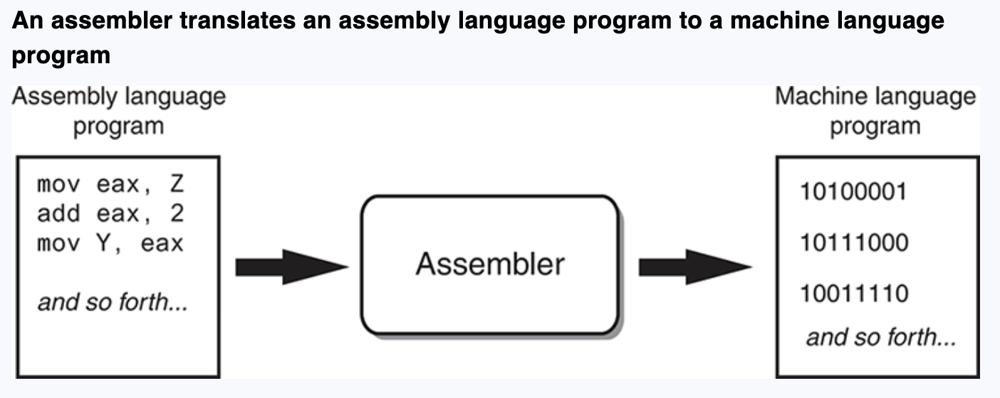 An assembler translates an assembly language program to a machine language
program
Assembly language
program
mov eax, Z
add eax, 2
mov Y, eax
and so forth...
Assembler
Machine language
program
10100001
10111000
10011110
and so forth...